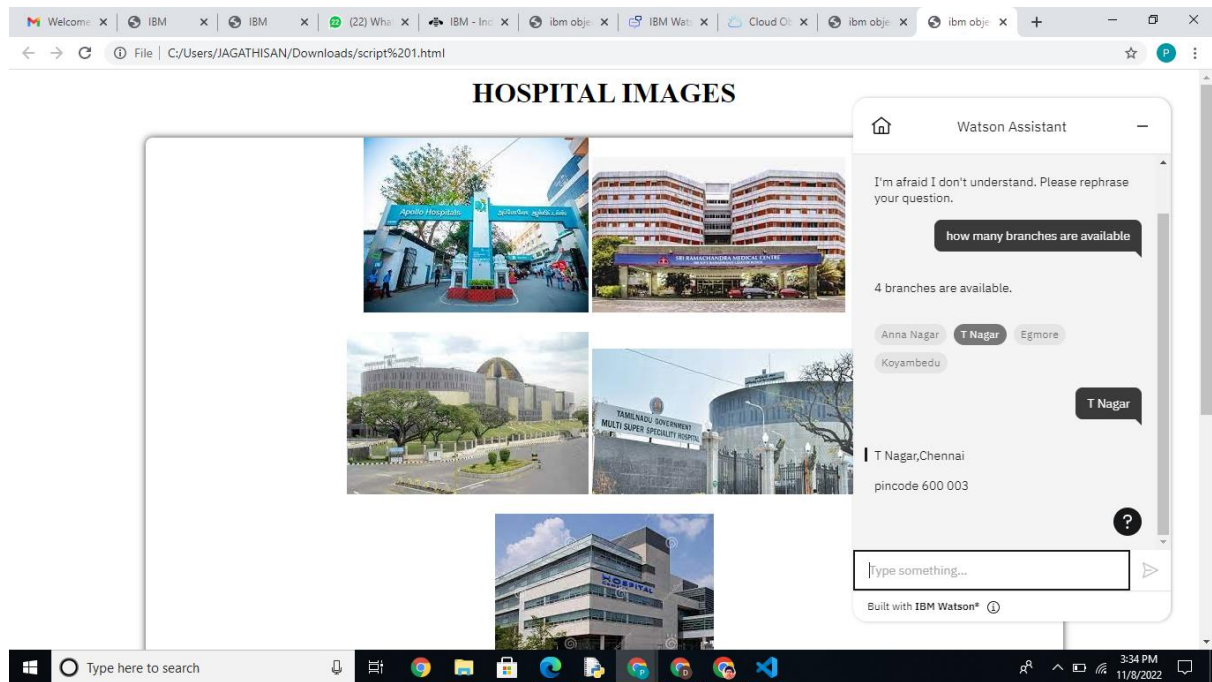 Welcome
IBM
IBM
(22) Wha
IBM - Inc
ibm obje
IBM Wats
Cloud Ob
ibm obje
ibm obje
File | C:/Users/JAGATHISAN/Downloads/script%201.html
P
HOSPITAL IMAGES
Apollo Hospitals
SRI RAMACHANDRA MEDICAL CENTRE
TAMILNADU GOVERNMENT
MULTI SUPER SPECIALITY HOSPITAL
HOSPITAL
Watson Assistant
I'm afraid I don't understand. Please rephrase
your question.
how many branches are available
4 branches are available.
Anna Nagar T Nagar Egmore
Koyambedu
T Nagar
T Nagar,Chennai
pincode 600 003
?
Type something...
Built with IBM Watson®
Type here to search
3:34 PM
11/8/2022